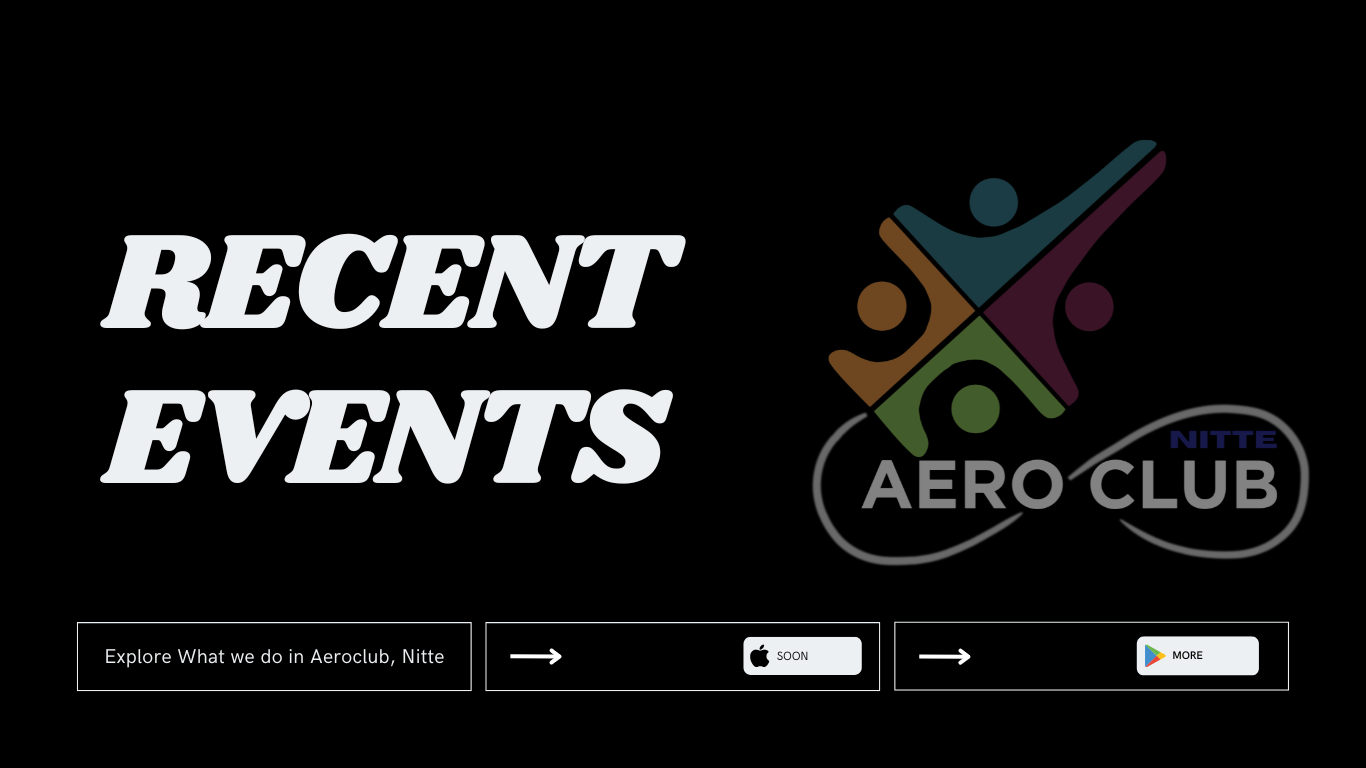 RECENT
EVENTS
NITTE
AERO CLUB
Explore What we do in Aeroclub, Nitte
SOON
MORE